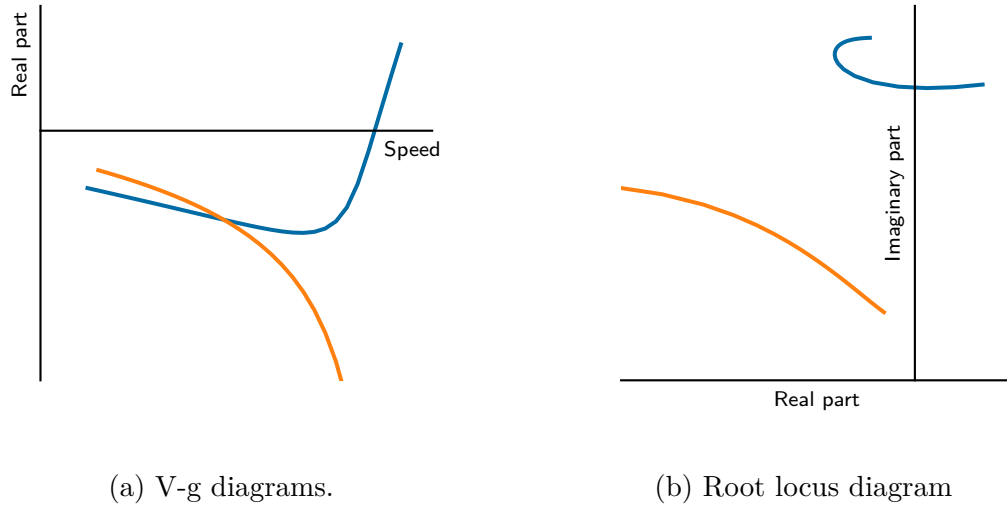 Real part
Speed
(a) V-g diagrams.
Imaginary part
Real part
(b) Root locus diagram